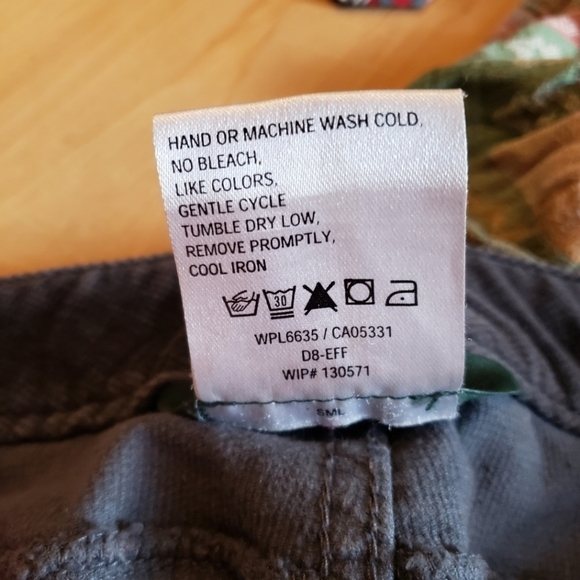 HAND OR MACHINE WASH COLD,
NO BLEACH,
LIKE COLORS,
GENTLE CYCLE
TUMBLE DRY LOW,
REMOVE PROMPTLY,
COOL IRON
30
WPL6635 / CA05331
D8-EFF
WIP# 130571
SML